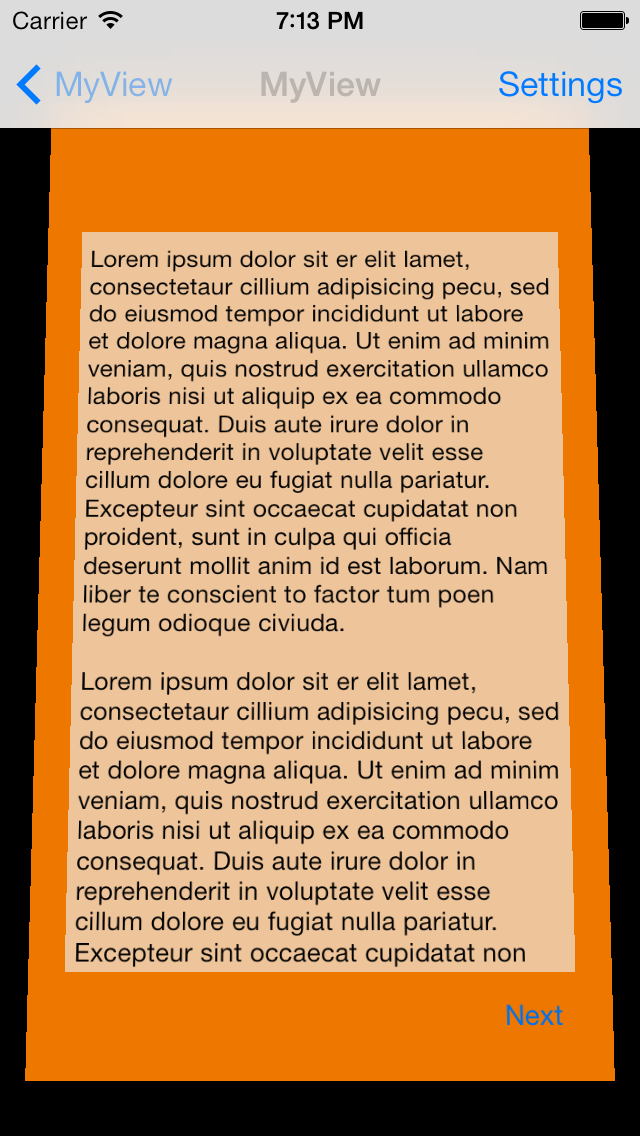 Carrier 7:13 PM
MyView MyView Settings
Lorem ipsum dolor sit er elit lamet,
consectetaur cillium adipisicing pecu, sed
do eiusmod tempor incididunt ut labore
et dolore magna aliqua. Ut enim ad minim
veniam, quis nostrud exercitation ullamco
laboris nisi ut aliquip ex ea commodo
consequat. Duis aute irure dolor in
reprehenderit in voluptate velit esse
cillum dolore eu fugiat nulla pariatur.
Excepteur sint occaecat cupidatat non
proident, sunt in culpa qui officia
deserunt mollit anim id est laborum. Nam
liber te conscient to factor tum poen
legum odioque civiuda.
Lorem ipsum dolor sit er elit lamet,
consectetaur cillium adipisicing pecu, sed
do eiusmod tempor incididunt ut labore
et dolore magna aliqua. Ut enim ad minim
veniam, quis nostrud exercitation ullamco
laboris nisi ut aliquip ex ea commodo
consequat. Duis aute irure dolor in
reprehenderit in voluptate velit esse
cillum dolore eu fugiat nulla pariatur.
Excepteur sint occaecat cupidatat non
Next